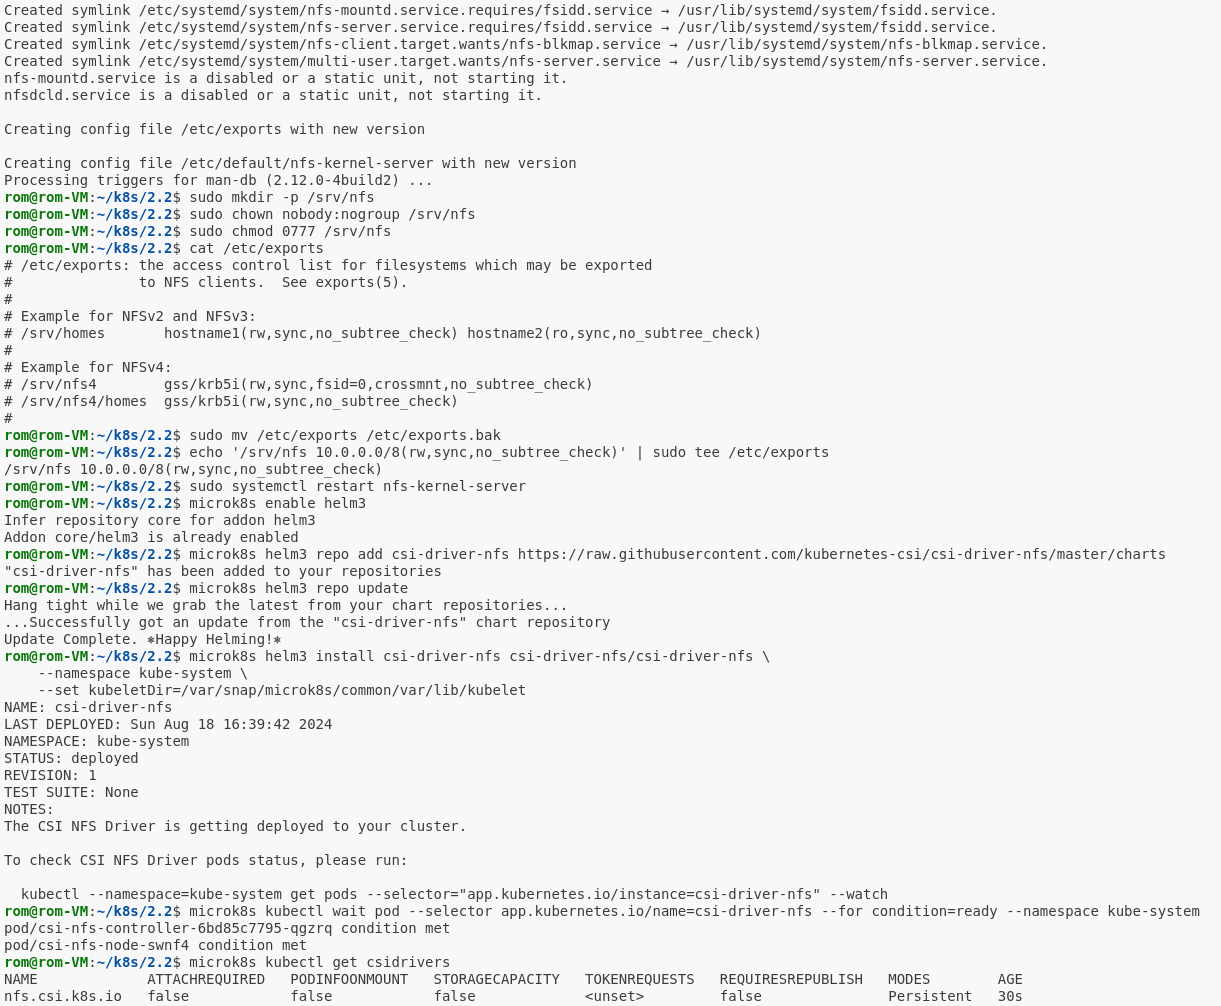 Created symlink /etc/systemd/system/nfs-mountd.service.requires/fsidd.service → /usr/lib/systemd/system/fsidd.service.
Created symlink /etc/systemd/system/nfs-server.service.requires/fsidd.service → /usr/lib/systemd/system/fsidd.service.
Created symlink /etc/systemd/system/nfs-client.target.wants/nfs-blkmap.service → /usr/lib/systemd/system/nfs-blkmap.service.
Created symlink /etc/systemd/system/multi-user.target.wants/nfs-server.service → /usr/lib/systemd/system/nfs-server.service.
nfs-mountd.service is a disabled or a static unit, not starting it.
nfsdcld.service is a disabled or a static unit, not starting it.

Creating config file /etc/exports with new version

Creating config file /etc/default/nfs-kernel-server with new version
Processing triggers for man-db (2.12.0-4build2) ...
rom@rom-VM:~/k8s/2.2$ sudo mkdir -p /srv/nfs
rom@rom-VM:~/k8s/2.2$ sudo chown nobody:nogroup /srv/nfs
rom@rom-VM:~/k8s/2.2$ sudo chmod 0777 /srv/nfs
rom@rom-VM:~/k8s/2.2$ cat /etc/exports
# /etc/exports: the access control list for filesystems which may be exported
#               to NFS clients.  See exports(5).
#
# Example for NFSv2 and NFSv3:
# /srv/homes       hostname1(rw,sync,no_subtree_check) hostname2(ro,sync,no_subtree_check)
#
# Example for NFSv4:
# /srv/nfs4        gss/krb5i(rw,sync,fsid=0,crossmnt,no_subtree_check)
# /srv/nfs4/homes  gss/krb5i(rw,sync,no_subtree_check)
#
rom@rom-VM:~/k8s/2.2$ sudo mv /etc/exports /etc/exports.bak
rom@rom-VM:~/k8s/2.2$ echo '/srv/nfs 10.0.0.0/8(rw,sync,no_subtree_check)' | sudo tee /etc/exports
/srv/nfs 10.0.0.0/8(rw,sync,no_subtree_check)
rom@rom-VM:~/k8s/2.2$ sudo systemctl restart nfs-kernel-server
rom@rom-VM:~/k8s/2.2$ microk8s enable helm3
Infer repository core for addon helm3
Addon core/helm3 is already enabled
rom@rom-VM:~/k8s/2.2$ microk8s helm3 repo add csi-driver-nfs https://raw.githubusercontent.com/kubernetes-csi/csi-driver-nfs/master/charts
"csi-driver-nfs" has been added to your repositories
rom@rom-VM:~/k8s/2.2$ microk8s helm3 repo update
Hang tight while we grab the latest from your chart repositories...
...Successfully got an update from the "csi-driver-nfs" chart repository
Update Complete. ⎈Happy Helming!⎈
rom@rom-VM:~/k8s/2.2$ microk8s helm3 install csi-driver-nfs csi-driver-nfs/csi-driver-nfs \
    --namespace kube-system \
    --set kubeletDir=/var/snap/microk8s/common/var/lib/kubelet
NAME: csi-driver-nfs
LAST DEPLOYED: Sun Aug 18 16:39:42 2024
NAMESPACE: kube-system
STATUS: deployed
REVISION: 1
TEST SUITE: None
NOTES:
The CSI NFS Driver is getting deployed to your cluster.

To check CSI NFS Driver pods status, please run:

  kubectl --namespace=kube-system get pods --selector="app.kubernetes.io/instance=csi-driver-nfs" --watch
rom@rom-VM:~/k8s/2.2$ microk8s kubectl wait pod --selector app.kubernetes.io/name=csi-driver-nfs --for condition=ready --namespace kube-system
pod/csi-nfs-controller-6bd85c7795-qgzrq condition met
pod/csi-nfs-node-swnf4 condition met
rom@rom-VM:~/k8s/2.2$ microk8s kubectl get csidrivers
NAME             ATTACHREQUIRED   PODINFOONMOUNT   STORAGECAPACITY   TOKENREQUESTS   REQUIRESREPUBLISH   MODES        AGE
nfs.csi.k8s.io   false            false            false             <unset>         false               Persistent   30s